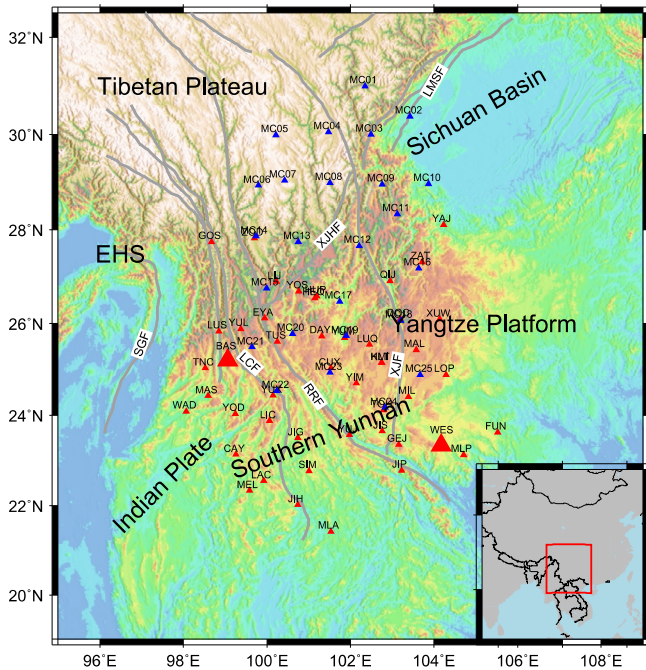 32°N
30°N
28°N
26°N
24°N
22°N
20°N
96°E
98°E
100°E
102°E
104°E
106°E
108°E
Tibetan Plateau
Sichuan Basin
EHS
Yangtze Platform
Southern Yunnan
Indian Plate
LMSF
XJHF
SGF
LCF
RRF
XJF
MC01
MC02
MC05
MC04
MC03
MC06
MC07
MC08
MC09
MC10
MC11
YAJ
GOS
MC14
MC13
MC12
ZAT
MC16
QIJ
MC15
YOS
MC17
EYA
XUW
LUS
YUL
TUS
MC20
DAY
MC19
LUQ
MAL
BAS
MC21
TNC
CUX
MC23
MC25
LOP
MAS
MC22
YIM
MIL
WAD
YOD
LIC
JIG
GEJ
WES
FUN
CAY
MLP
MEL
LAC
SIM
JIP
JIH
MLA